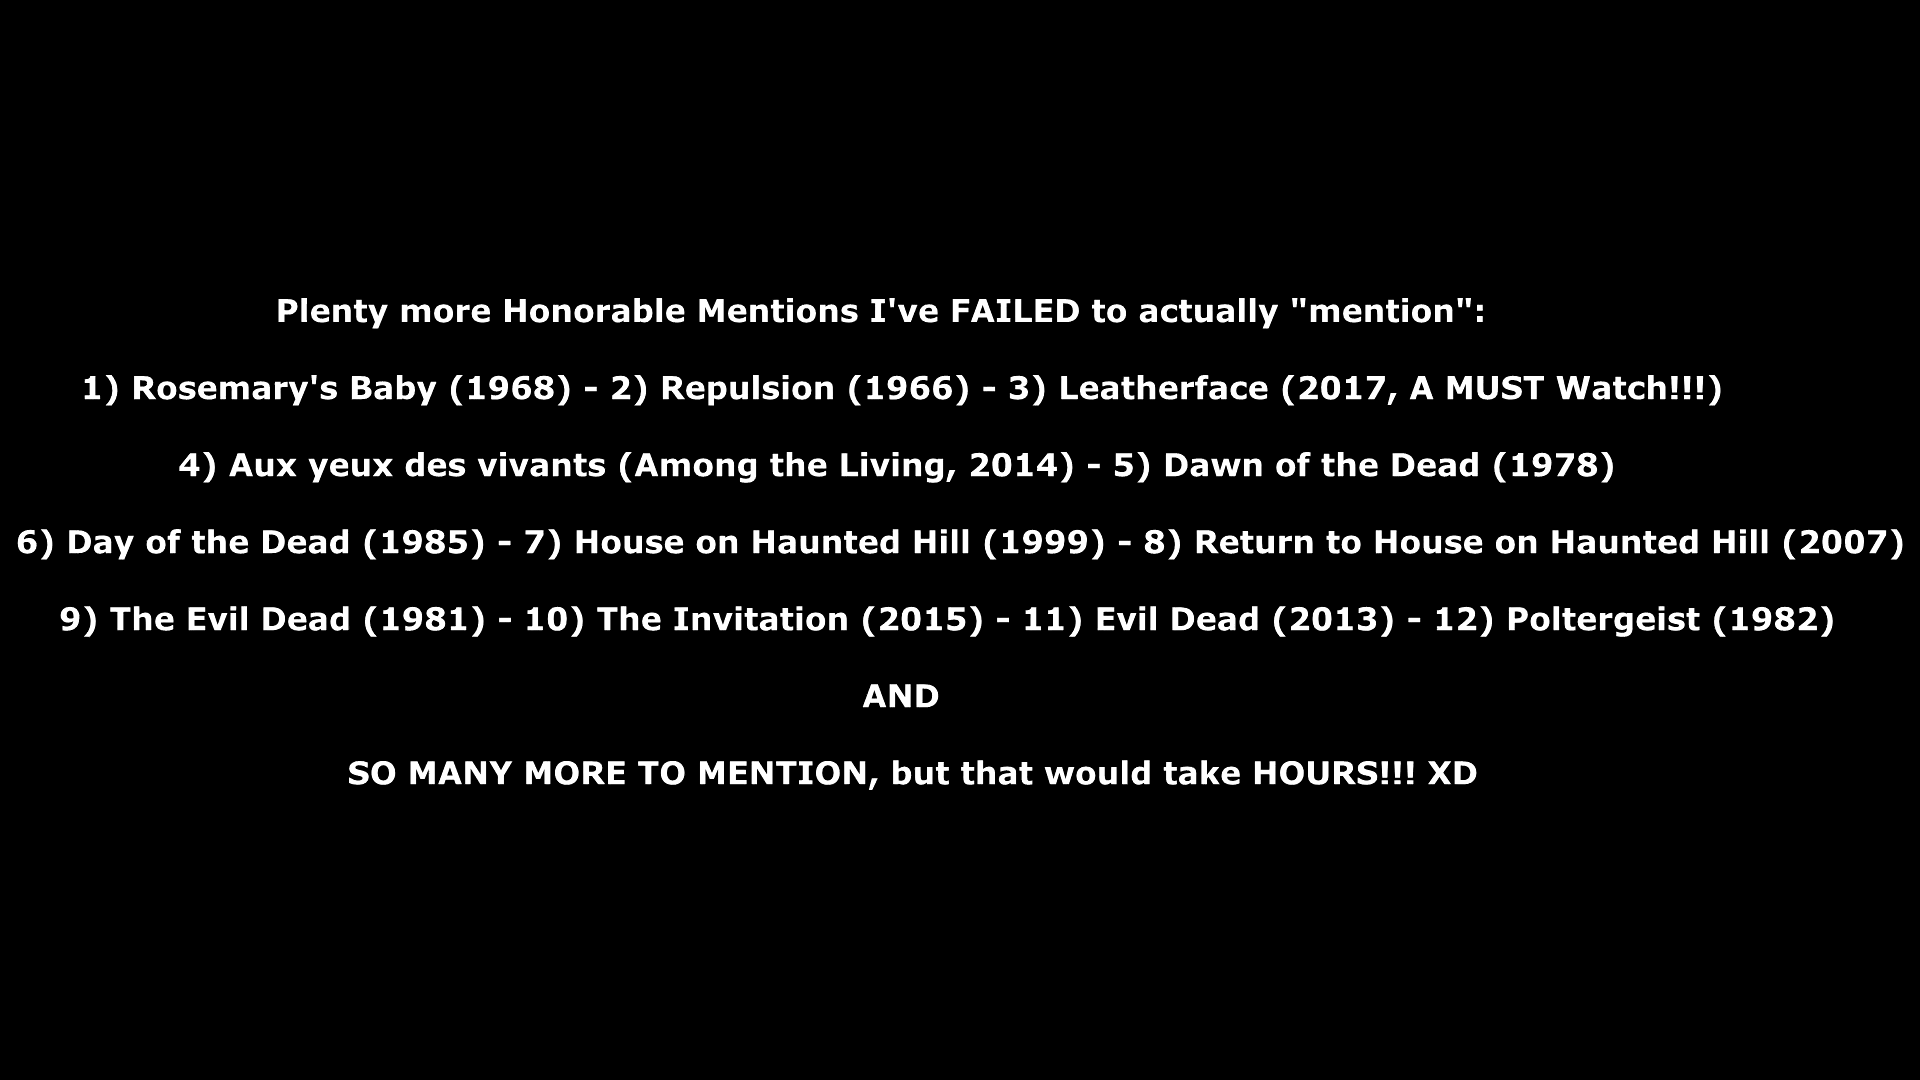 Plenty more Honorable Mentions I've FAILED to actually "mention":
1) Rosemary's Baby (1968) - 2) Repulsion (1966) - 3) Leatherface (2017, A MUST Watch!!!)
4) Aux yeux des vivants (Among the Living, 2014) - 5) Dawn of the Dead (1978)
6) Day of the Dead (1985) - 7) House on Haunted Hill (1999) - 8) Return to House on Haunted Hill (2007)
9) The Evil Dead (1981) - 10) The Invitation (2015) - 11) Evil Dead (2013) - 12) Poltergeist (1982)
AND
SO MANY MORE TO MENTION, but that would take HOURS!!! XD